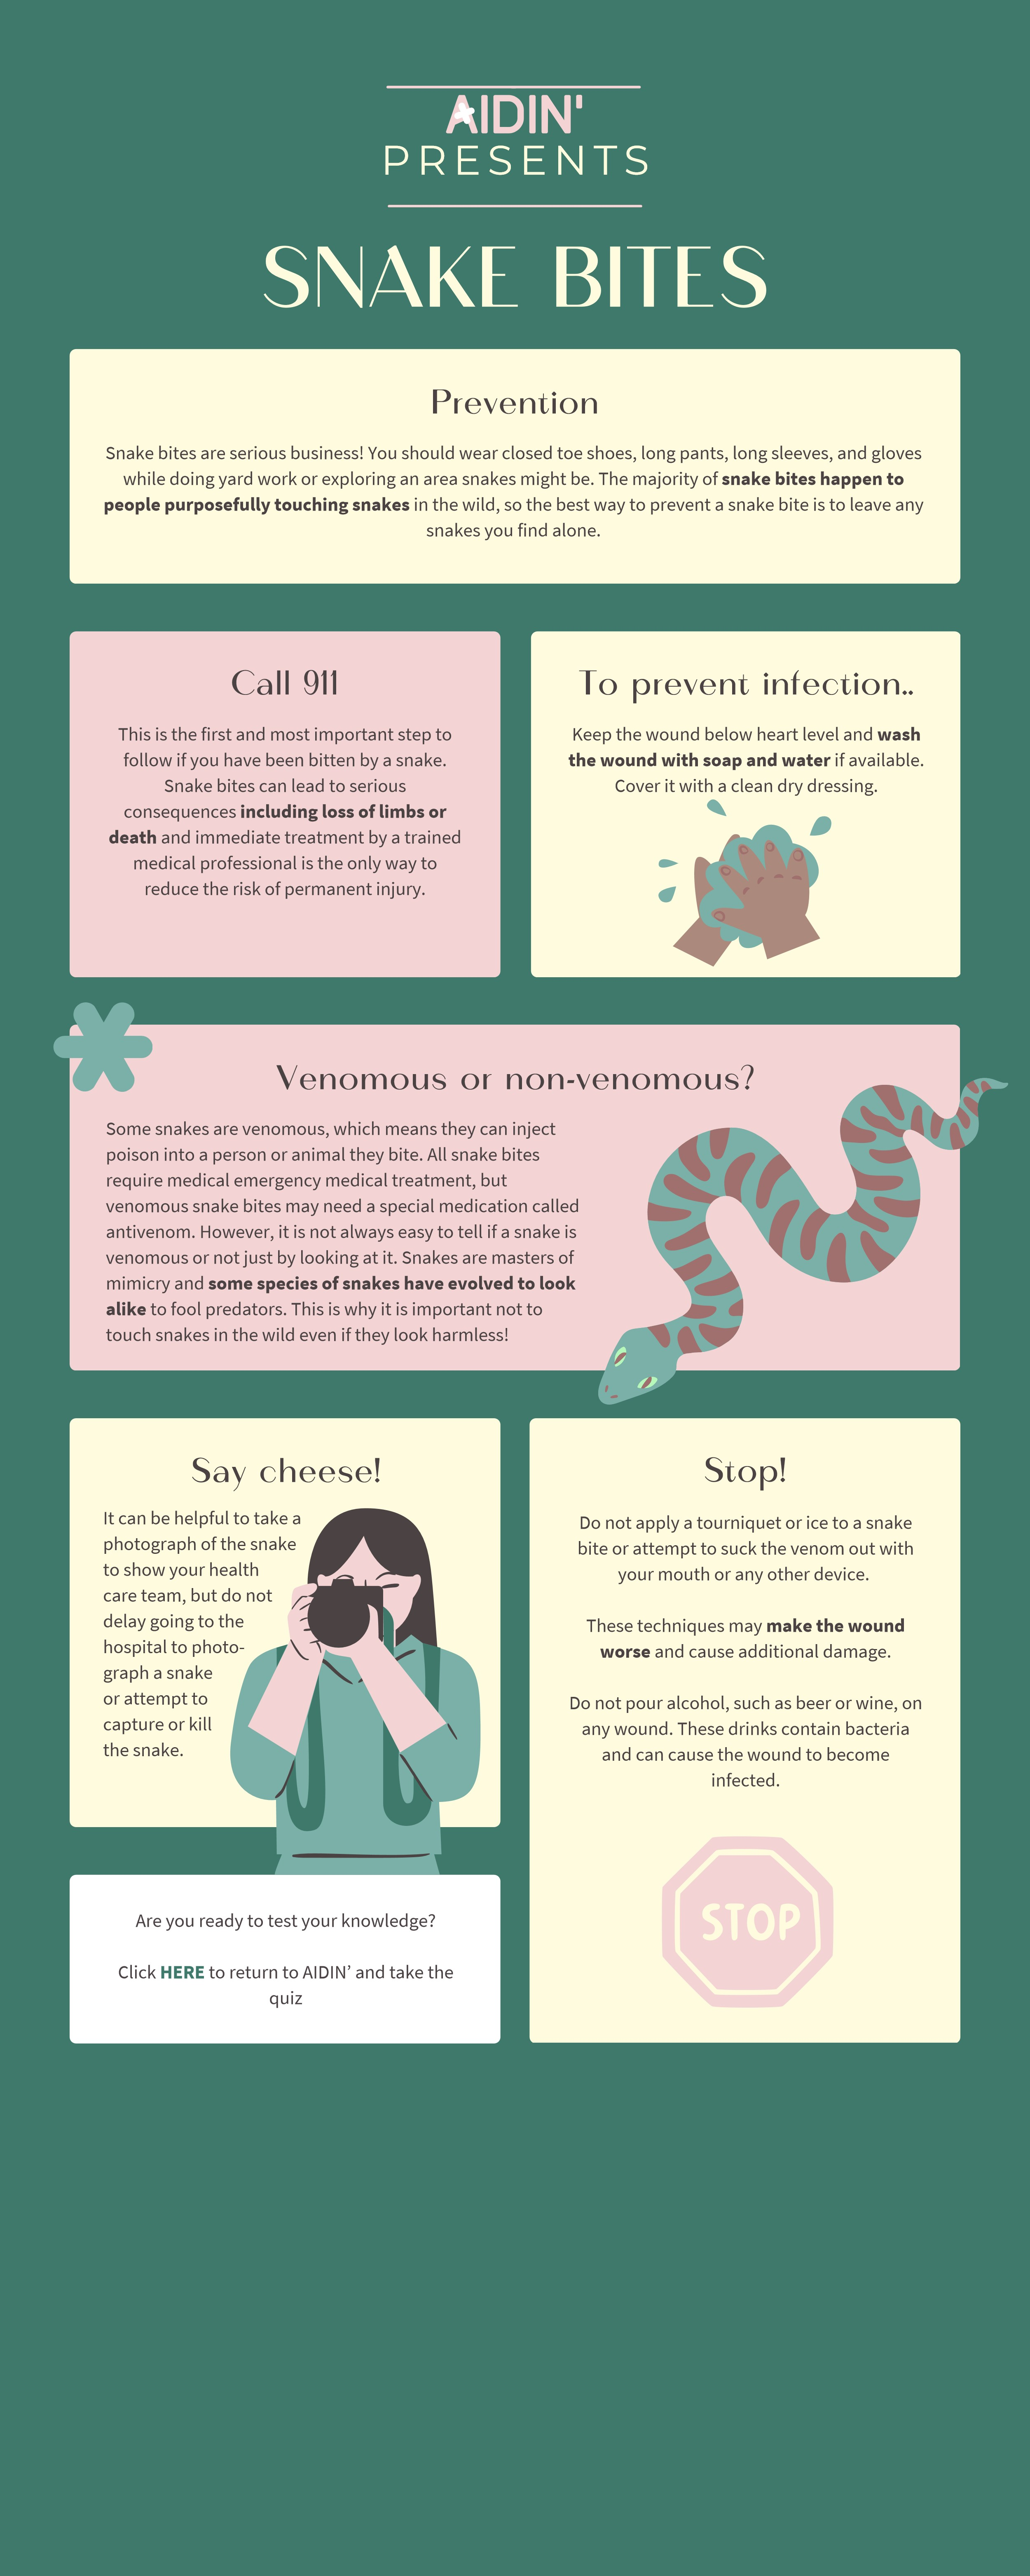 AIDIN'
PRESENTS
SNAKE BITES
Prevention
Snake bites are serious business! You should wear closed toe shoes, long pants, long sleeves, and gloves
while doing yard work or exploring an area snakes might be. The majority of snake bites happen to
people purposefully touching snakes in the wild, so the best way to prevent a snake bite is to leave any
snakes you find alone.
Call 911
This is the first and most important step to
follow if you have been bitten by a snake.
Snake bites can lead to serious
consequences including loss of limbs or
death and immediate treatment by a trained
medical professional is the only way to
reduce the risk of permanent injury.
To prevent infection..
Keep the wound below heart level and wash
the wound with soap and water if available.
Cover it with a clean dry dressing.
Venomous or non-venomous?
Some snakes are venomous, which means they can inject
poison into a person or animal they bite. All snake bites
require medical emergency medical treatment, but
venomous snake bites may need a special medication called
antivenom. However, it is not always easy to tell if a snake is
venomous or not just by looking at it. Snakes are masters of
mimicry and some species of snakes have evolved to look
alike to fool predators. This is why it is important not to
touch snakes in the wild even if they look harmless!
Say cheese!
It can be helpful to take a
photograph of the snake
to show your health
care team, but do not
delay going to the
hospital to photo-
graph a snake
or attempt to
capture or kill
the snake.
Stop!
Do not apply a tourniquet or ice to a snake
bite or attempt to suck the venom out with
your mouth or any other device.
These techniques may make the wound
worse and cause additional damage.
Do not pour alcohol, such as beer or wine, on
any wound. These drinks contain bacteria
and can cause the wound to become
infected.
STOP
Are you ready to test your knowledge?
Click HERE to return to AIDIN’ and take the
quiz